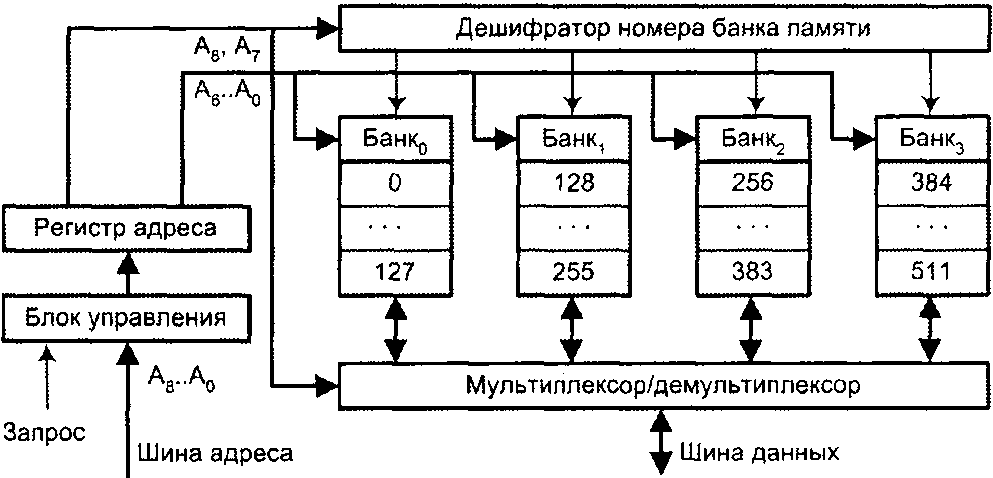 Дешифратор номера банка памяти
A₈, A₇
A₆..A₀
Банк₀ Банк₁ Банк₂ Банк₃
0 128 256 384
... ... ... ...
127 255 383 511
Регистр адреса
Блок управления
A₈..A₀
Мультиплексор/демультиплексор
Запрос
Шина адреса
Шина данных